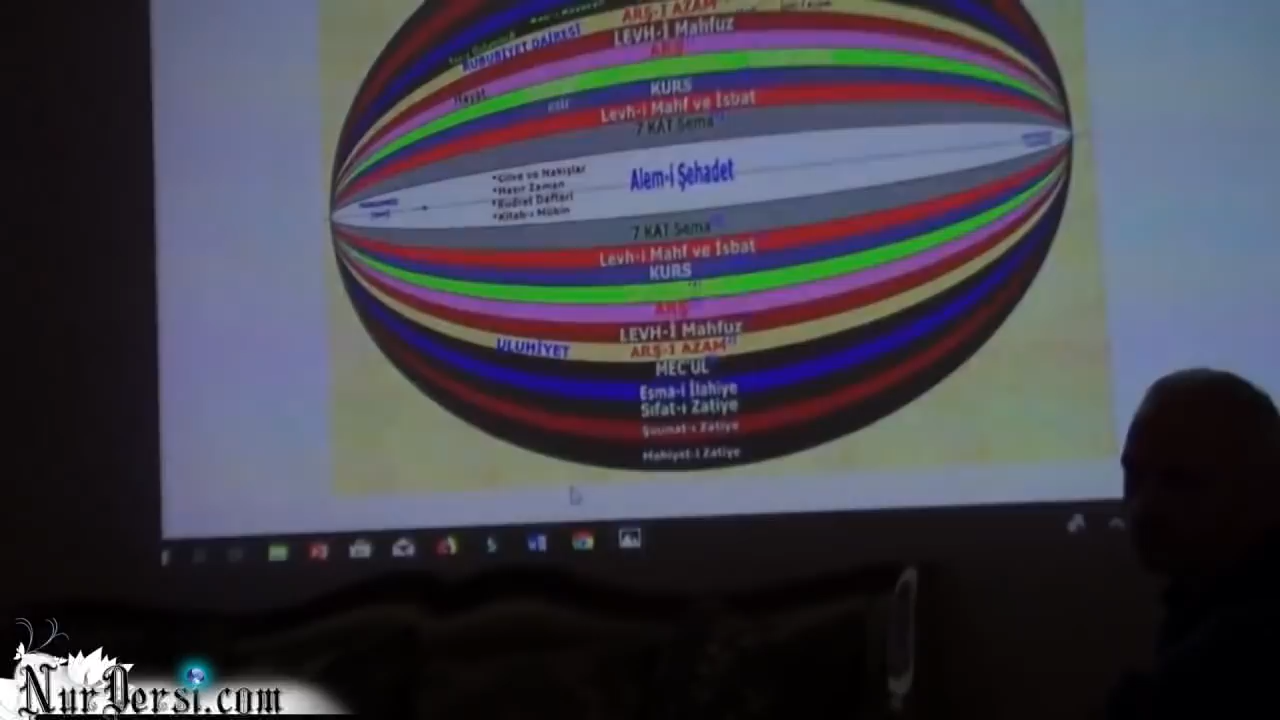 ARŞ-I AZAM
RUBUBİYET DAİRESİ
LEVH-İ Mahfuz
ARŞ
Hayat
KURS
esir
Levh-i Mahf ve İsbat
7 KAT Sema
Alem-i Şehadet
•Cilve ve Nakışlar
•Hazır Zaman
•Kudret Defteri
•Kitab-ı Mübin
7 KAT Sema
Levh-i Mahf ve İsbat
KURS
ARŞ
LEVH-İ Mahfuz
ULUHİYET
ARŞ-I AZAM
MEC'UL
Esma-i İlahiye
Sıfat-ı Zatiye
Şuunat-ı Zatiye
Mahiyet-i Zatiye
NurDersi.com